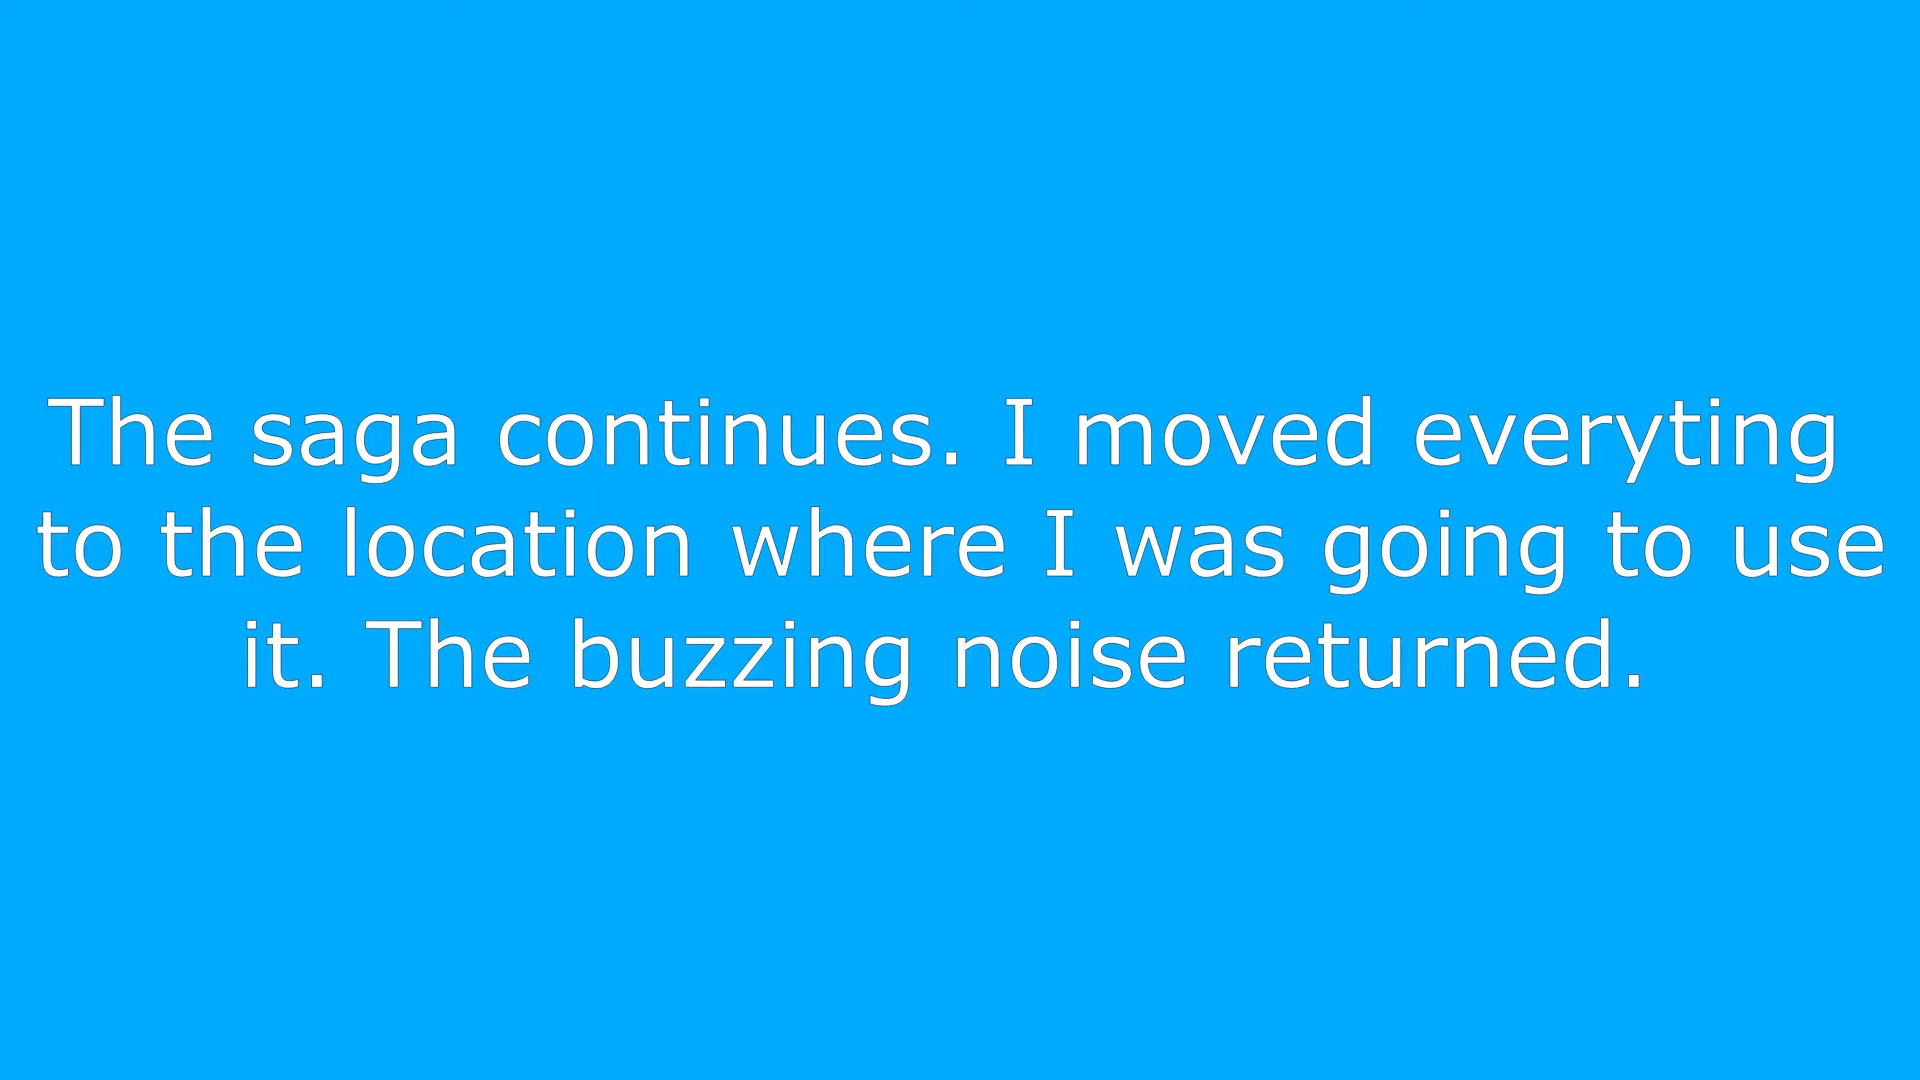 The saga continues. I moved everyting
to the location where I was going to use
it. The buzzing noise returned.